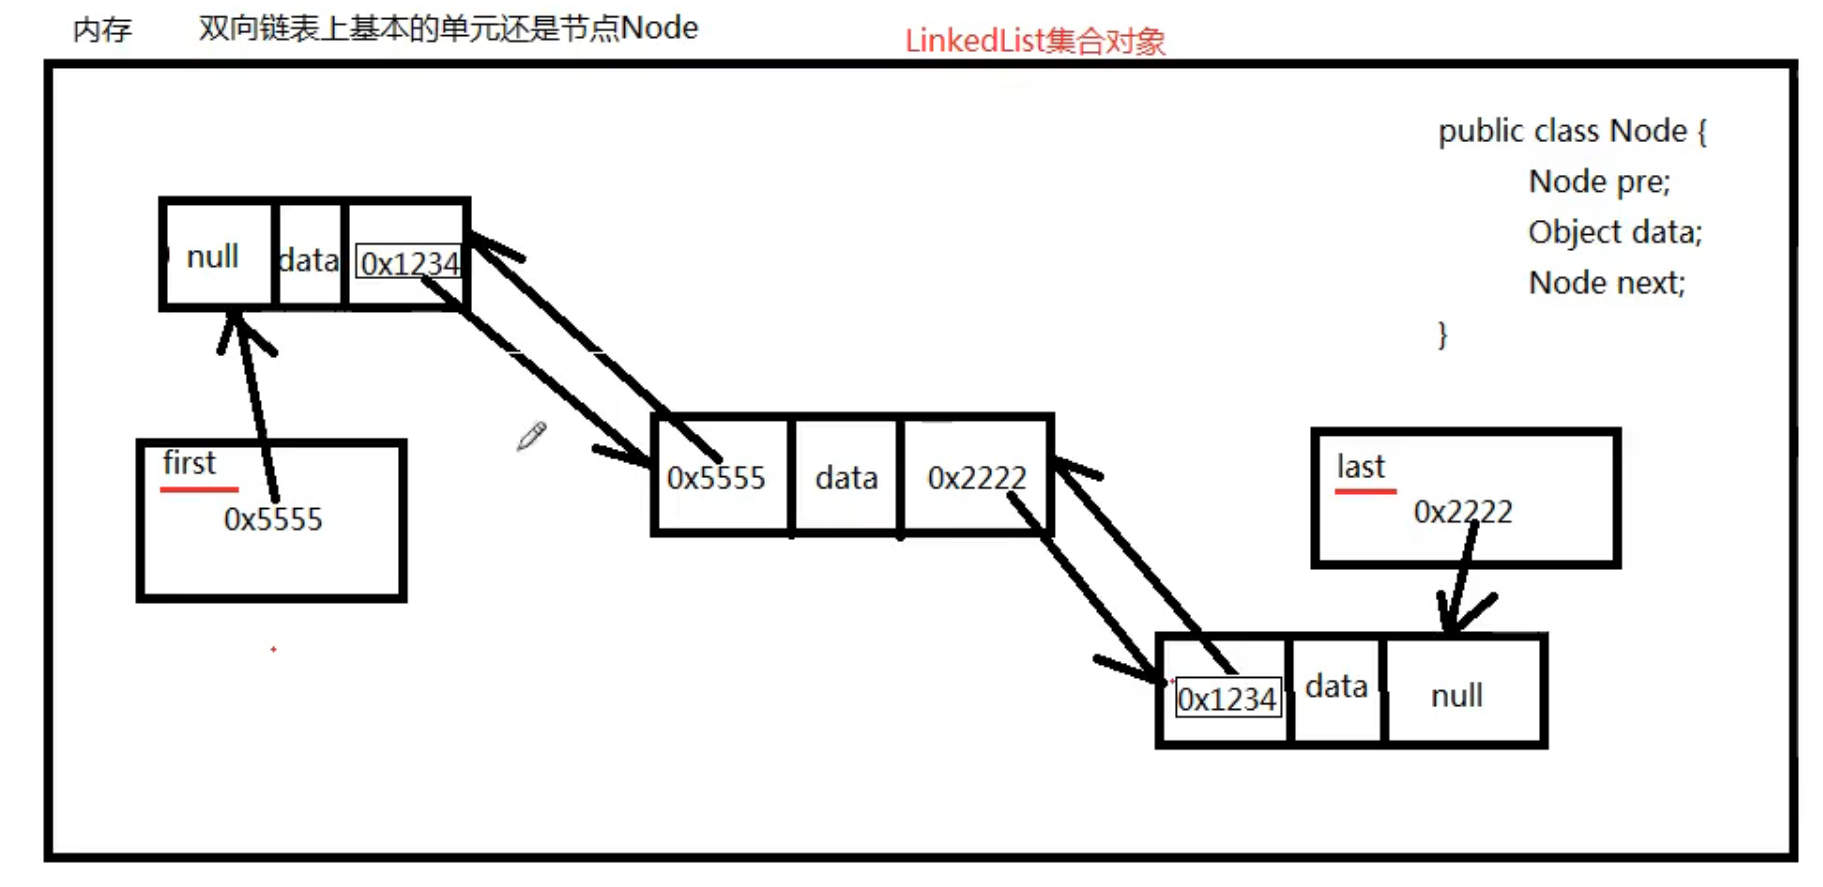 内存
双向链表上基本的单元还是节点Node
LinkedList集合对象
public class Node {
Node pre;
Object data;
Node next;
}
null data 0x1234
first
0x5555
0x5555 data 0x2222
last
0x2222
0x1234 data null